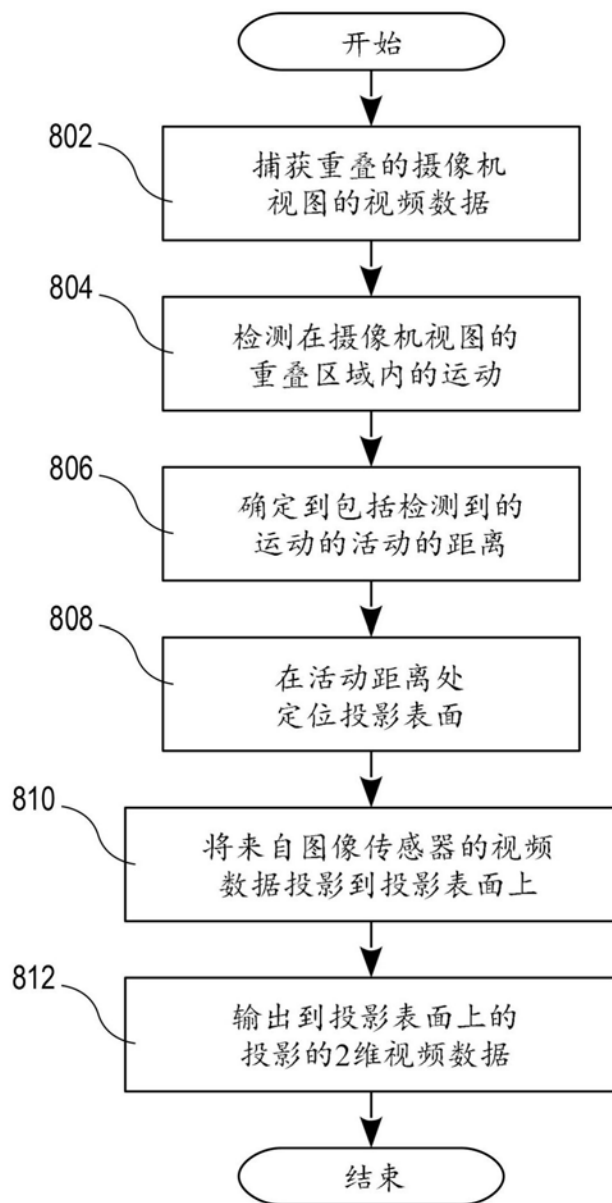 开始
802
捕获重叠的摄像机
视图的视频数据
804
检测在摄像机视图的
重叠区域内的运动
806
确定到包括检测到的
运动的活动的距离
808
在活动距离处
定位投影表面
810
将来自图像传感器的视频
数据投影到投影表面上
812
输出到投影表面上的
投影的2维视频数据
结束